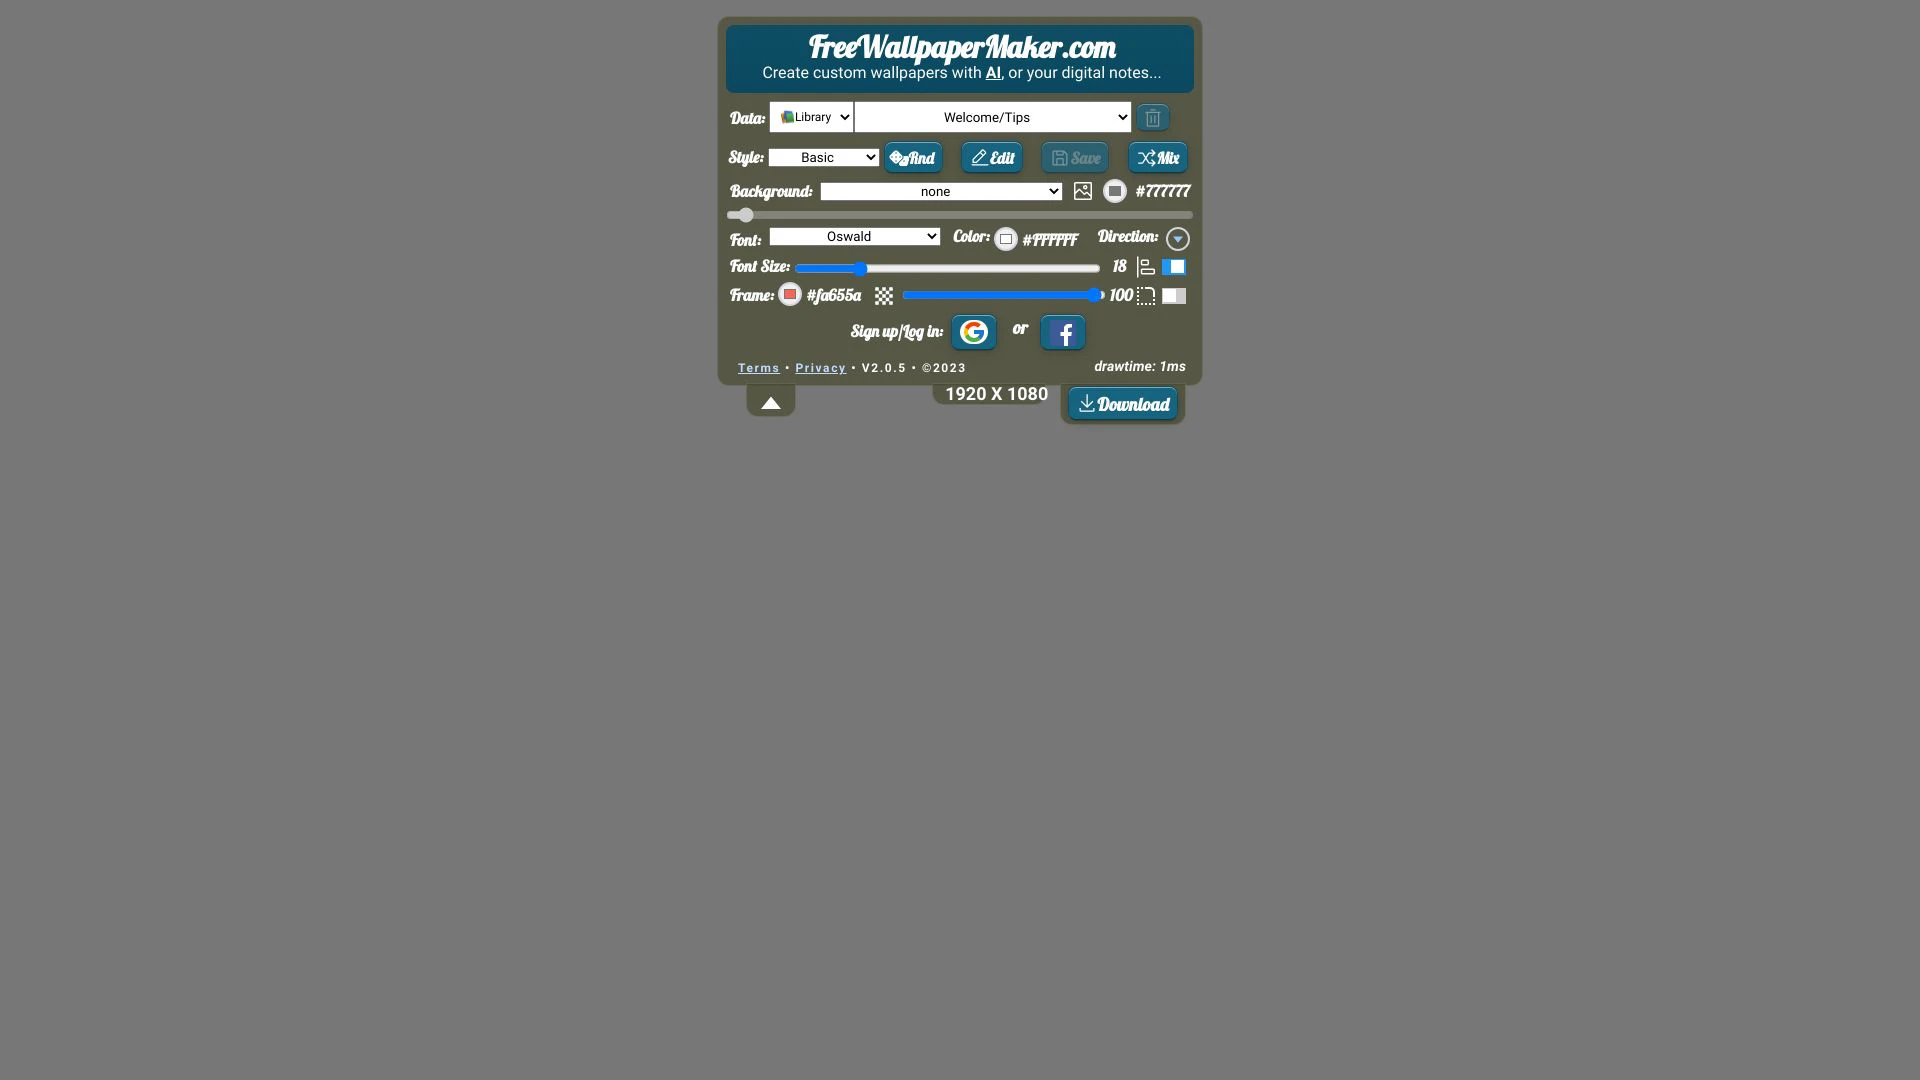 FreeWallpaperMaker.com
Create custom wallpapers with AI, or your digital notes...
Data: Library Welcome/Tips
Style: Basic Rnd Edit Save Mix
Background: none #777777
Font: Oswald Color: #FFFFFF Direction:
Font Size: 18
Frame: #fa655a 100
Sign up/Log in: or
Terms • Privacy • V2.0.5 • ©2023 drawtime: 1ms
1920 X 1080 Download